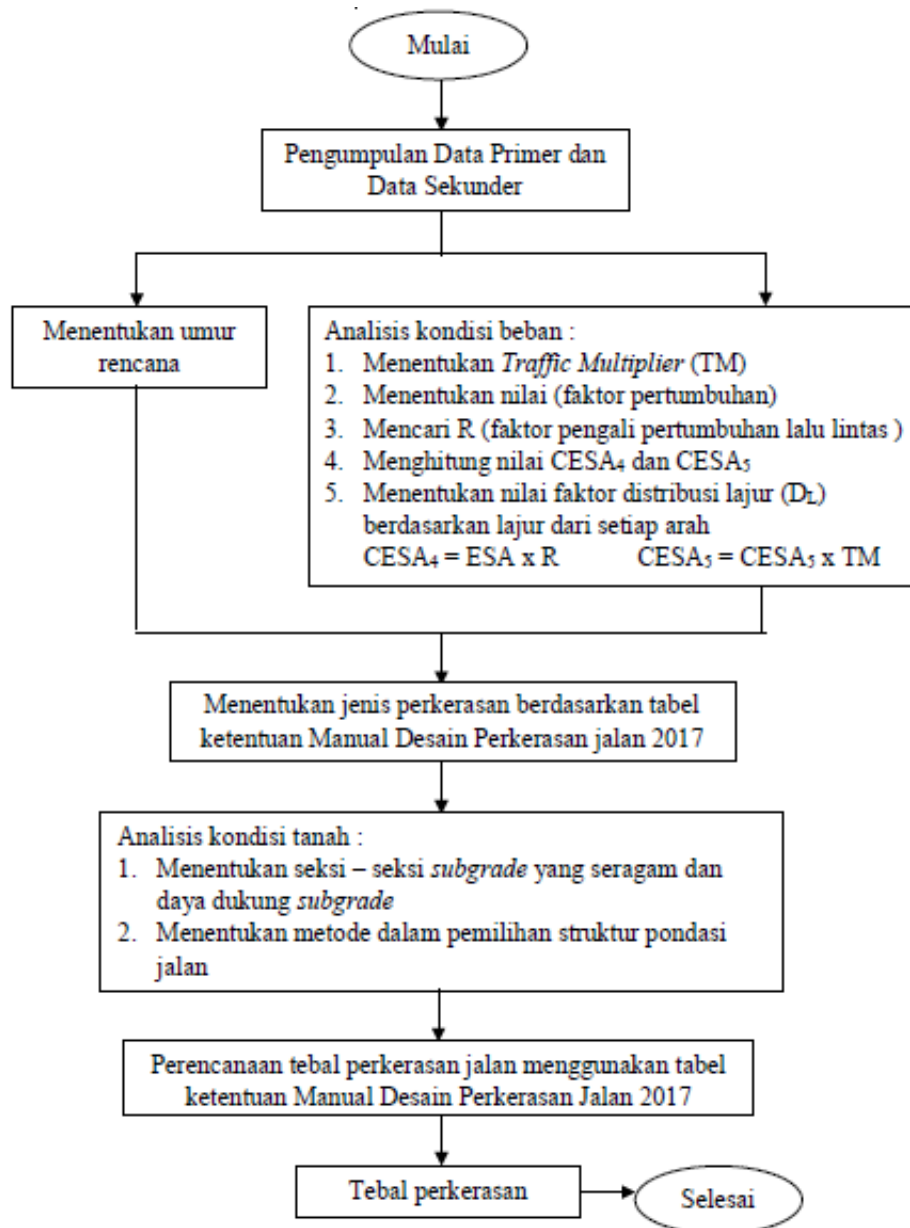 Mulai
Pengumpulan Data Primer dan
Data Sekunder
Menentukan umur
rencana
Analisis kondisi beban :
1. Menentukan Traffic Multiplier (TM)
2. Menentukan nilai (faktor pertumbuhan)
3. Mencari R (faktor pengali pertumbuhan lalu lintas )
4. Menghitung nilai CESA₄ dan CESA₅
5. Menentukan nilai faktor distribusi lajur (D_L)
berdasarkan lajur dari setiap arah
CESA₄ = ESA x R CESA₅ = CESA₅ x TM
Menentukan jenis perkerasan berdasarkan tabel
ketentuan Manual Desain Perkerasan jalan 2017
Analisis kondisi tanah :
1. Menentukan seksi – seksi subgrade yang seragam dan
daya dukung subgrade
2. Menentukan metode dalam pemilihan struktur pondasi
jalan
Perencanaan tebal perkerasan jalan menggunakan tabel
ketentuan Manual Desain Perkerasan Jalan 2017
Tebal perkerasan
Selesai